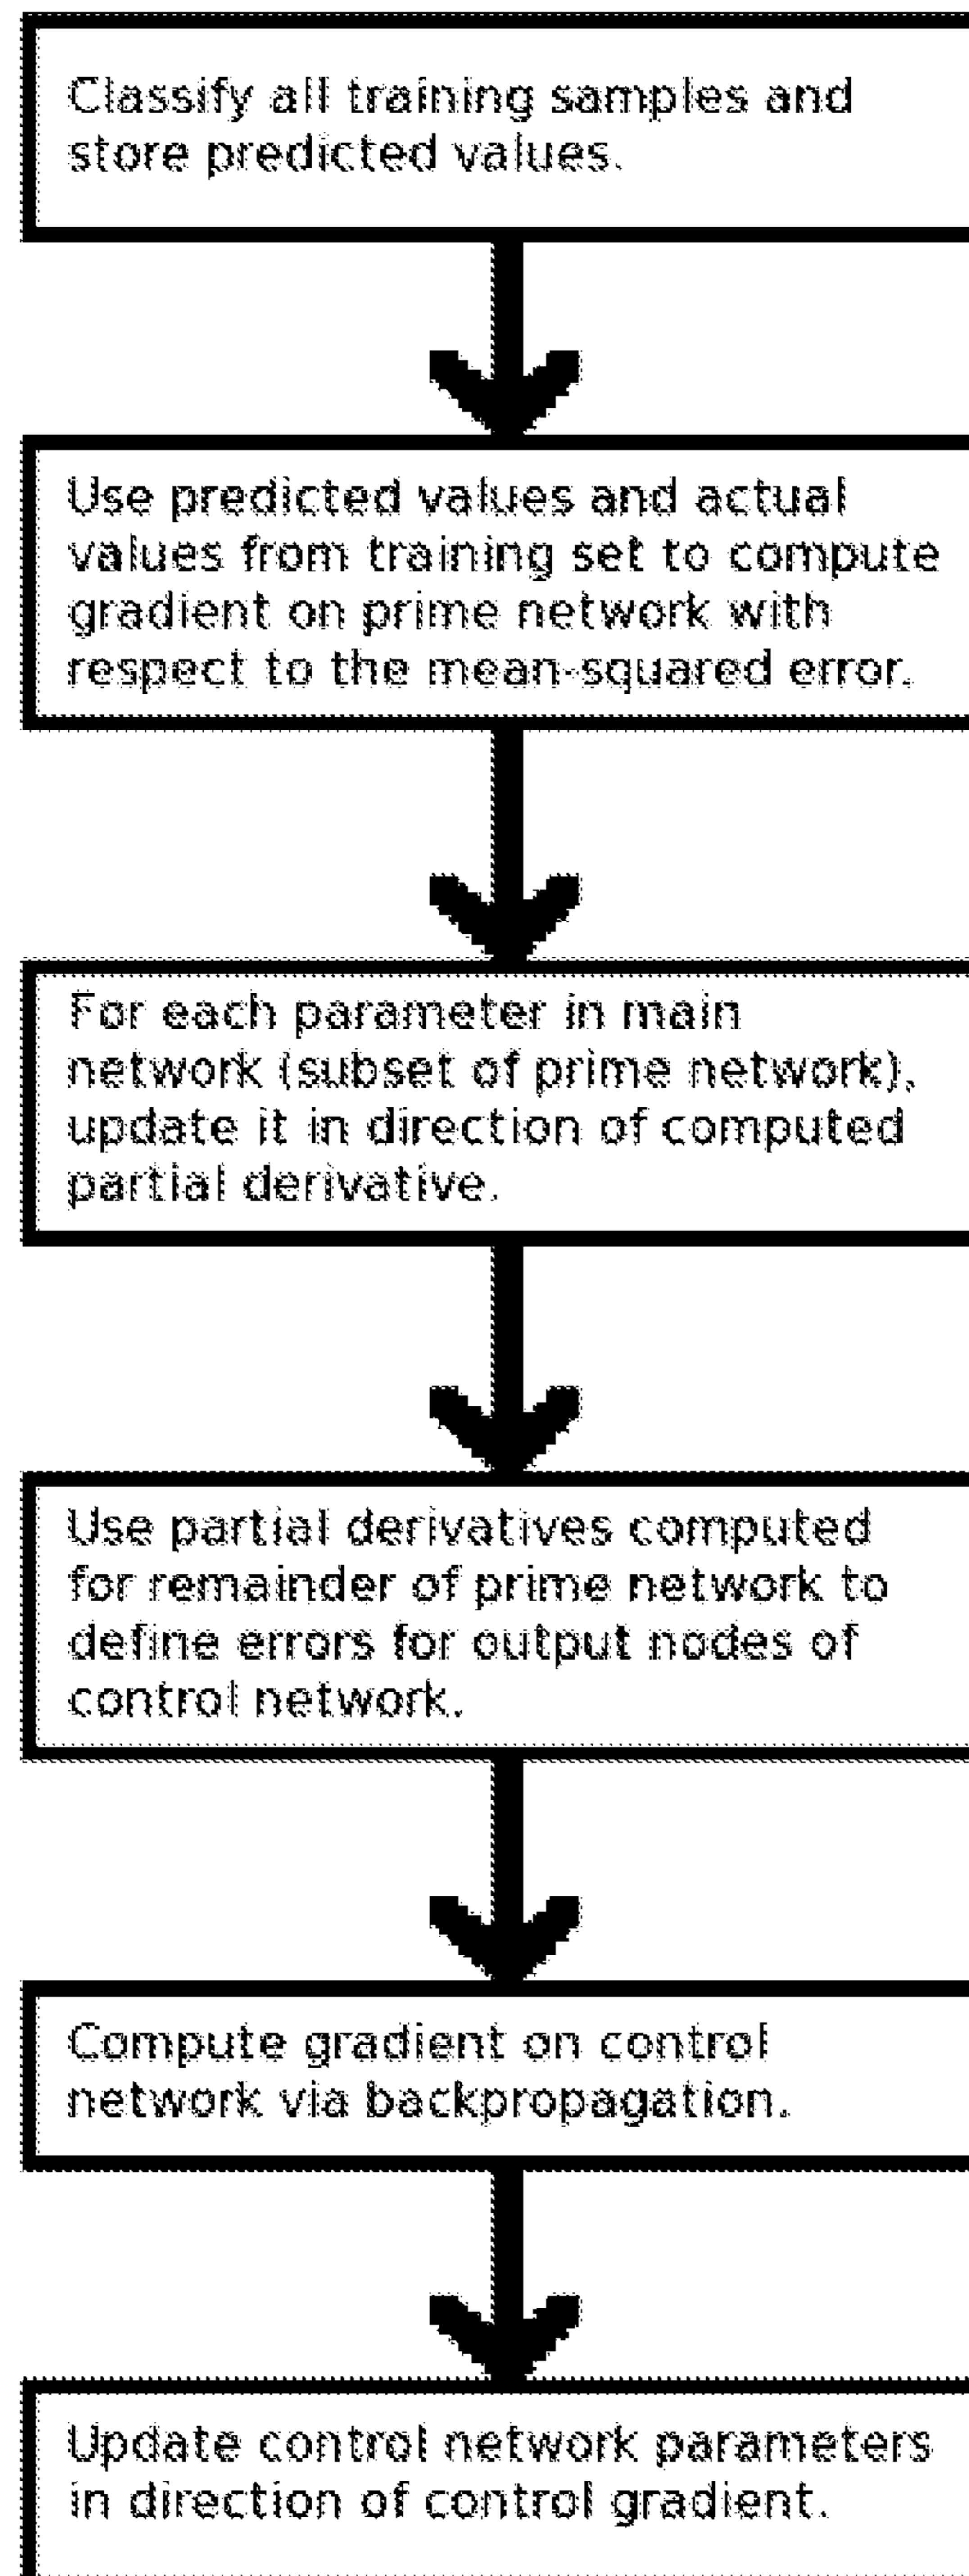 Classify all training samples and
store predicted values.
Use predicted values and actual
values from training set to compute
gradient on prime network with
respect to the mean-squared error.
For each parameter in main
network (subset of prime network),
update it in direction of computed
partial derivative.
Use partial derivatives computed
for remainder of prime network to
define errors for output nodes of
control network.
Compute gradient on control
network via backpropagation.
Update control network parameters
in direction of control gradient.